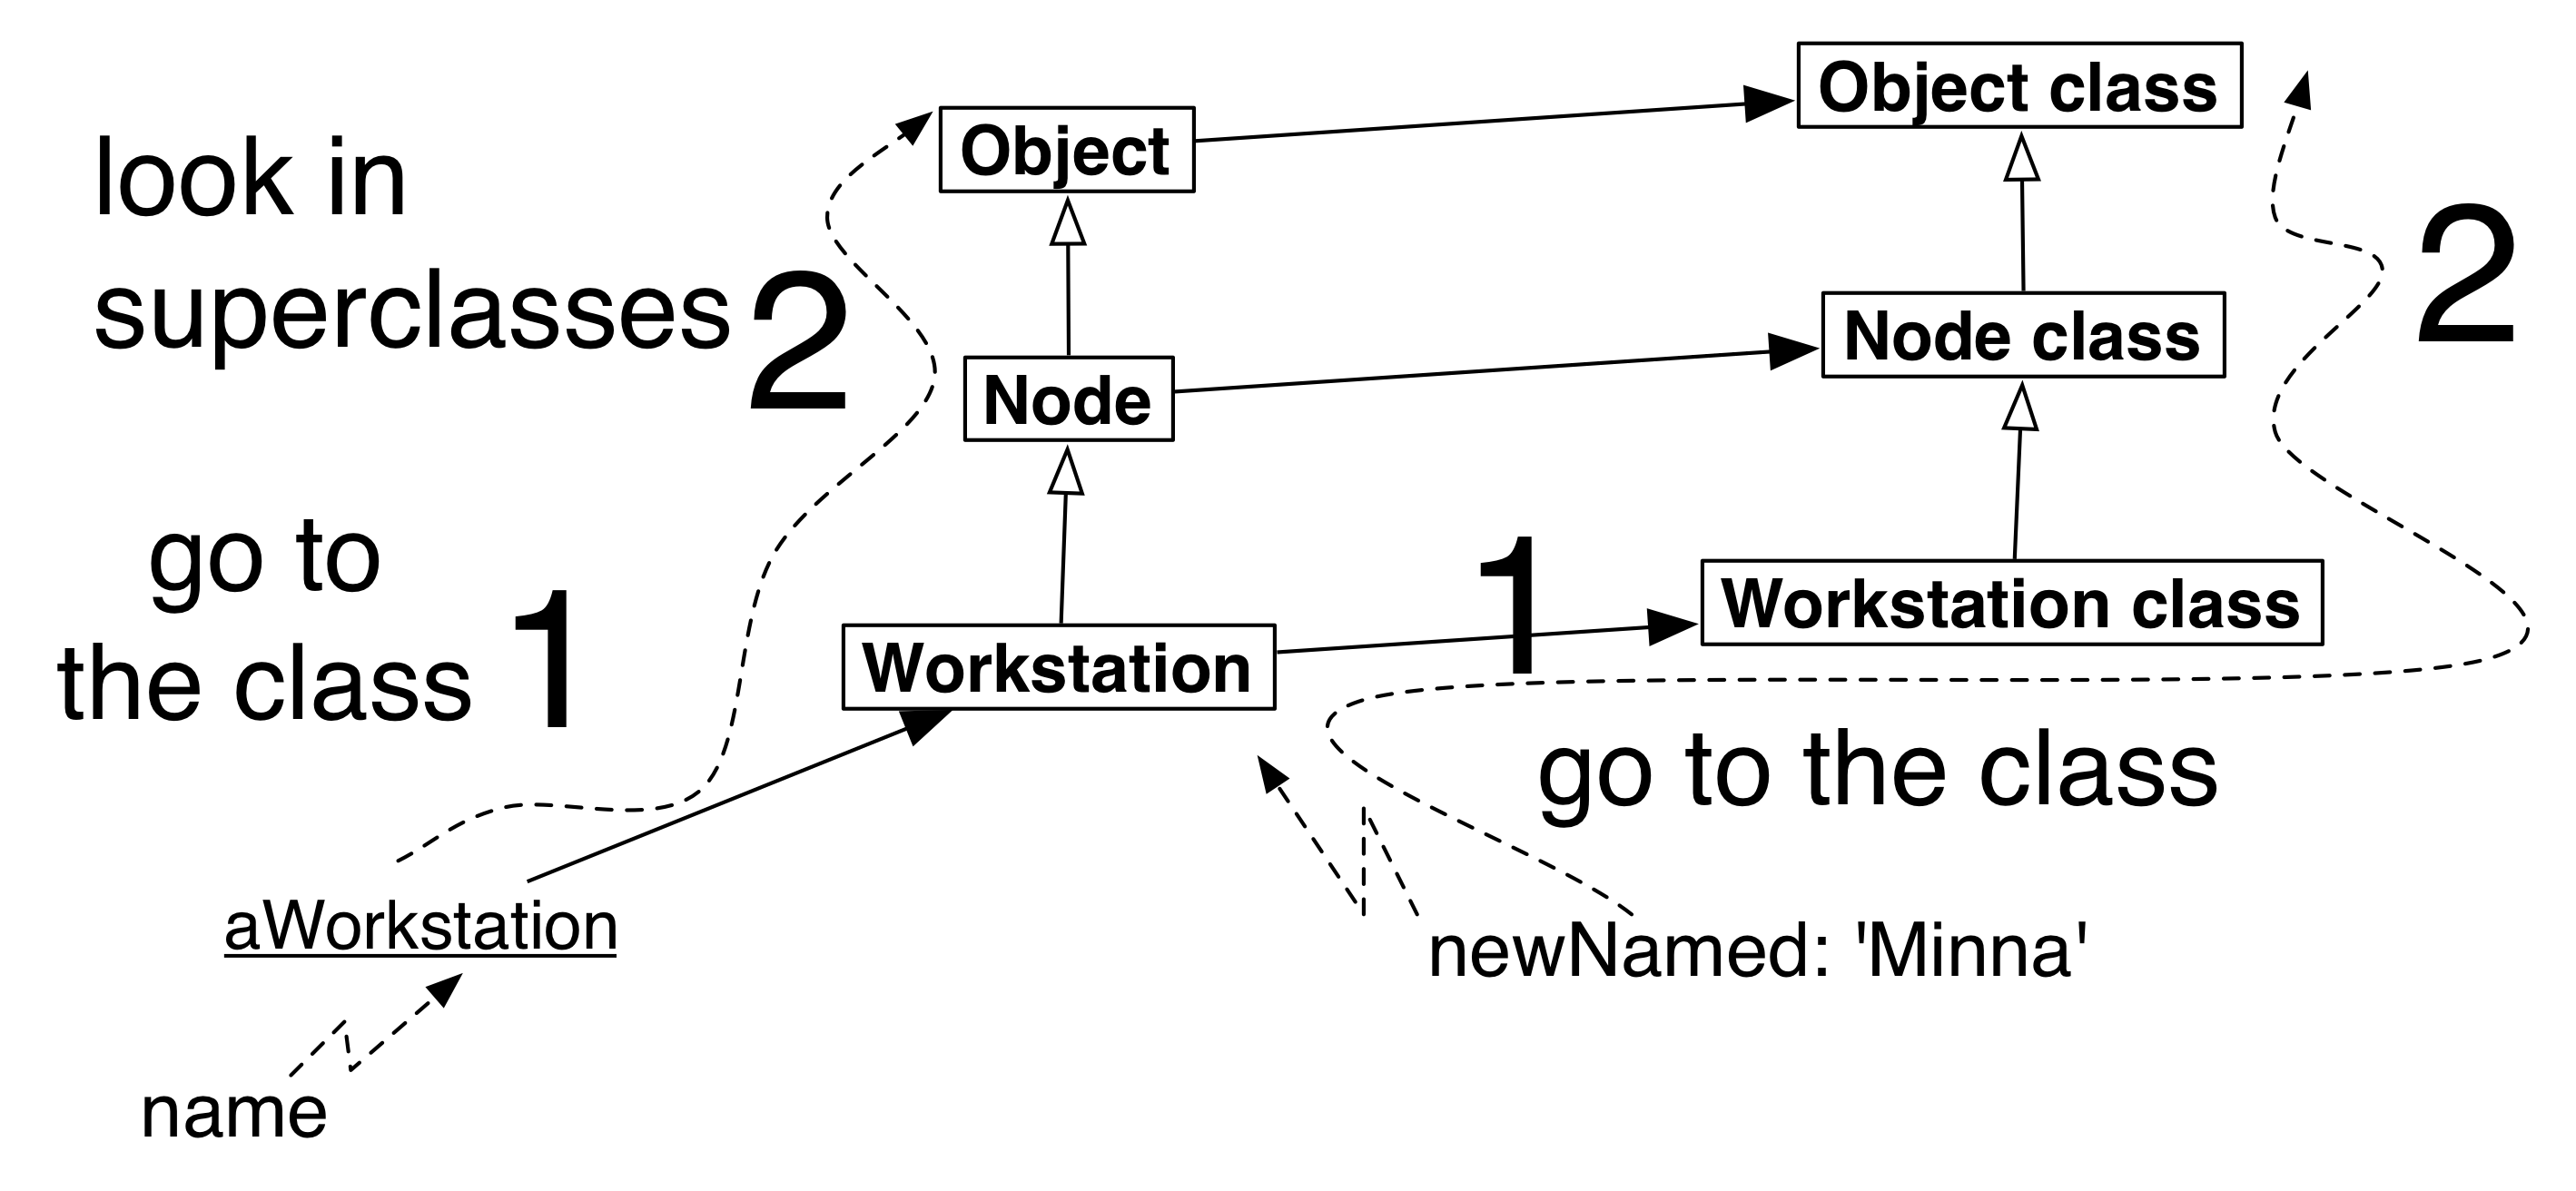 look in
superclasses
2
go to
the class
1
Object
Node
Workstation
aWorkstation
name
Object class
Node class
Workstation class
2
1
go to the class
newNamed: 'Minna'